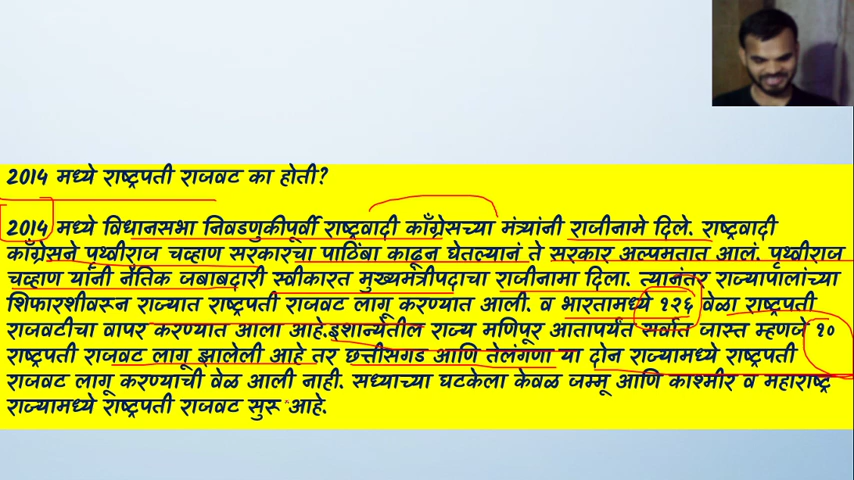 2014 मध्ये राष्ट्रपती राजवट का होती?
2014 मध्ये विधानसभा निवडणुकीपूर्वी राष्ट्रवादी काँग्रेसच्या मंत्र्यांनी राजीनामे दिले. राष्ट्रवादी
काँग्रेसने पृथ्वीराज चव्हाण सरकारचा पाठिंबा काढून घेतल्यानं ते सरकार अल्पमतात आलं. पृथ्वीराज
चव्हाण यांनी नैतिक जबाबदारी स्वीकारत मुख्यमंत्रीपदाचा राजीनामा दिला. त्यानंतर राज्यापालांच्या
शिफारशीवरून राज्यात राष्ट्रपती राजवट लागू करण्यात आली. व भारतामध्ये १२६ वेळा राष्ट्रपती
राजवटीचा वापर करण्यात आला आहे.इशान्येतील राज्य मणिपूर आतापर्यंत सर्वात जास्त म्हणजे १०
राष्ट्रपती राजवट लागू झालेली आहे तर छत्तीसगड आणि तेलंगणा या दोन राज्यामध्ये राष्ट्रपती
राजवट लागू करण्याची वेळ आली नाही. सध्याच्या घटकेला केवळ जम्मू आणि काश्मीर व महाराष्ट्र
राज्यामध्ये राष्ट्रपती राजवट सुरू आहे.